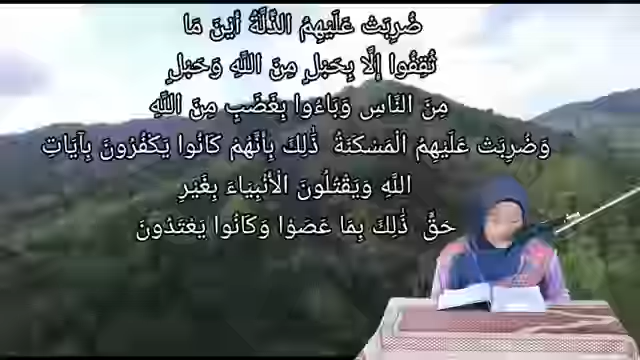 ضُرِبَتْ عَلَيْهِمُ الذِّلَّةُ أَيْنَ مَا
ثُقِفُوا إِلَّا بِحَبْلٍ مِنَ اللَّهِ وَحَبْلٍ
مِنَ النَّاسِ وَبَاءُوا بِغَضَبٍ مِنَ اللَّهِ
وَضُرِبَتْ عَلَيْهِمُ الْمَسْكَنَةُ ذَٰلِكَ بِأَنَّهُمْ كَانُوا يَكْفُرُونَ بِآيَاتِ
اللَّهِ وَيَقْتُلُونَ الْأَنْبِيَاءَ بِغَيْرِ
حَقٍّ ذَٰلِكَ بِمَا عَصَوْا وَكَانُوا يَعْتَدُونَ